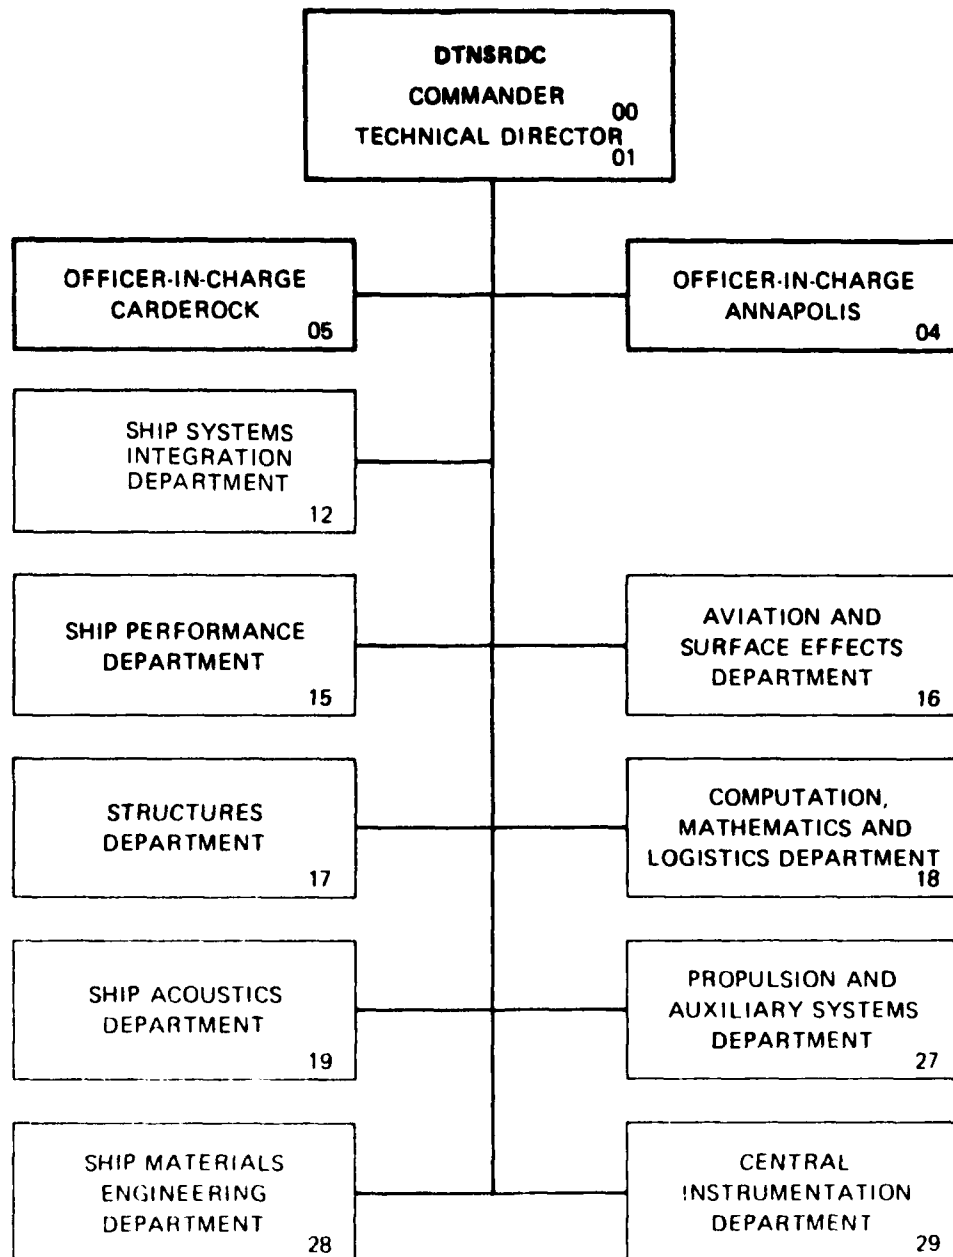 DTNSRDC
COMMANDER
00
TECHNICAL DIRECTOR
01
OFFICER-IN-CHARGE
CARDEROCK
05
OFFICER-IN-CHARGE
ANNAPOLIS
04
SHIP SYSTEMS
INTEGRATION
DEPARTMENT
12
SHIP PERFORMANCE
DEPARTMENT
15
AVIATION AND
SURFACE EFFECTS
DEPARTMENT
16
STRUCTURES
DEPARTMENT
17
COMPUTATION,
MATHEMATICS AND
LOGISTICS DEPARTMENT
18
SHIP ACOUSTICS
DEPARTMENT
19
PROPULSION AND
AUXILIARY SYSTEMS
DEPARTMENT
27
SHIP MATERIALS
ENGINEERING
DEPARTMENT
28
CENTRAL
INSTRUMENTATION
DEPARTMENT
29